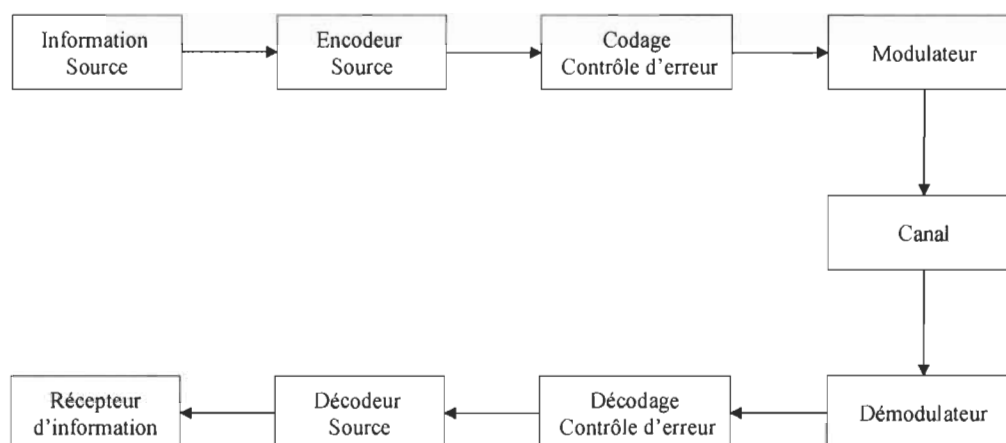 Information
Source
Encodeur
Source
Codage
Contrôle d'erreur
Modulateur
Canal
Récepteur
d'information
Décodeur
Source
Décodage
Contrôle d'erreur
Démodulateur